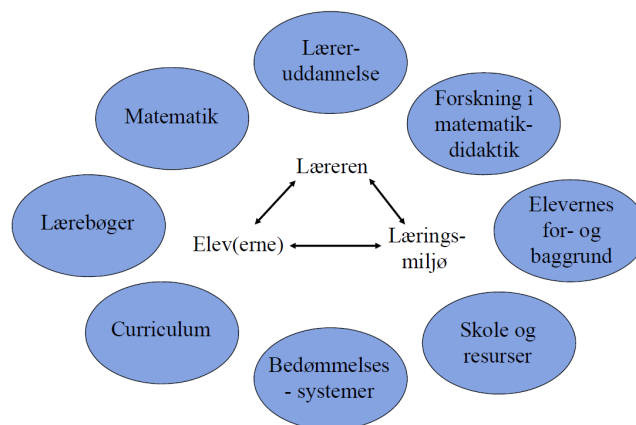 Lærer-
uddannelse
Matematik
Forskning i
matematik-
didaktik
Læreren
Lærebøger
Elev(erne)
Lærings-
miljø
Elevernes
for- og
baggrund
Curriculum
Bedømmelses
- systemer
Skole og
resurser